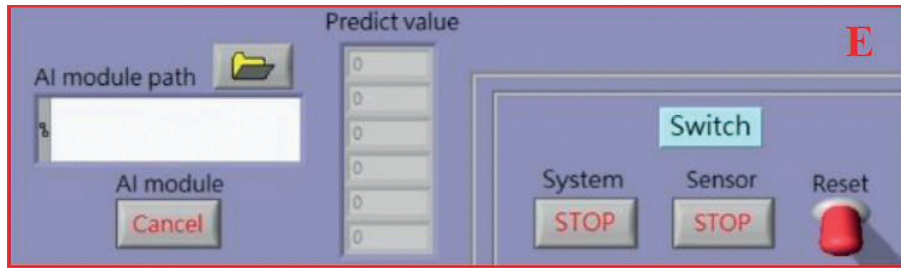 Predict value
E
AI module path
0
0
0
0
0
0
AI module
Cancel
Switch
System
Sensor
Reset
STOP
STOP